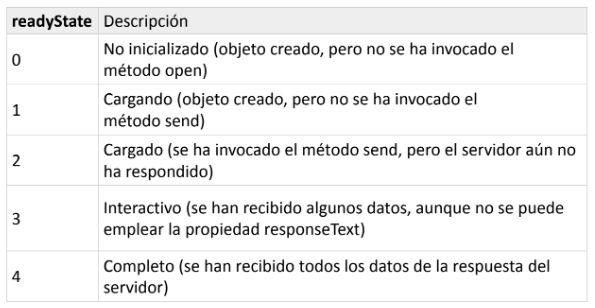 readyState Descripción
0 No inicializado (objeto creado, pero no se ha invocado el
método open)
1 Cargando (objeto creado, pero no se ha invocado el
método send)
2 Cargado (se ha invocado el método send, pero el servidor aún no
ha respondido)
3 Interactivo (se han recibido algunos datos, aunque no se puede
emplear la propiedad responseText)
4 Completo (se han recibido todos los datos de la respuesta del
servidor)